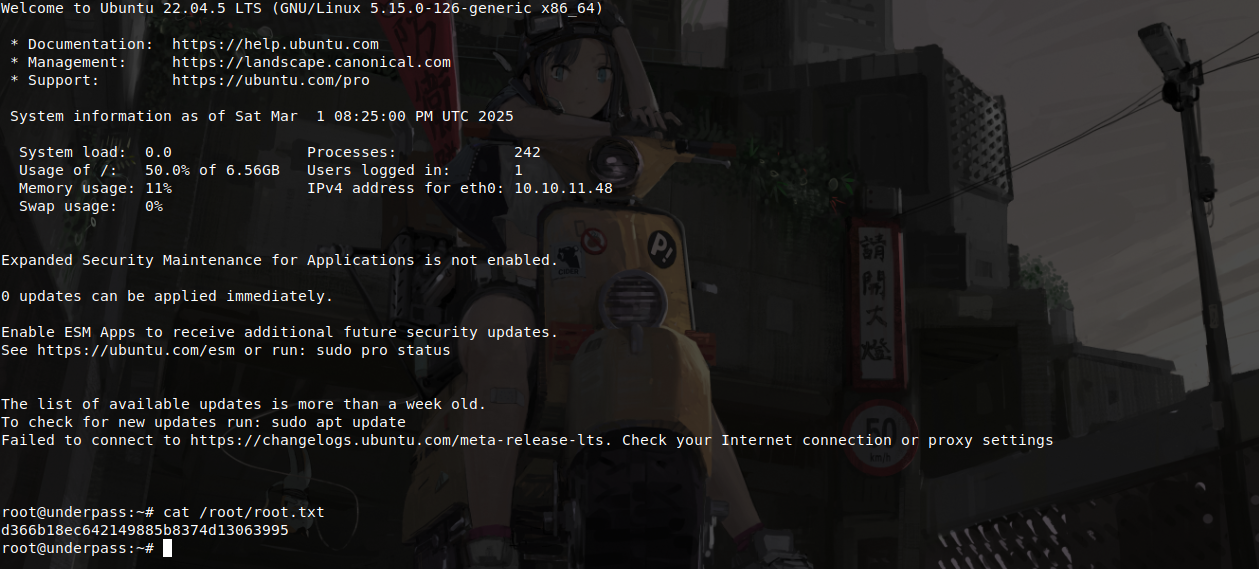 Welcome to Ubuntu 22.04.5 LTS (GNU/Linux 5.15.0-126-generic x86_64)
* Documentation: https://help.ubuntu.com
* Management: https://landscape.canonical.com
* Support: https://ubuntu.com/pro
System information as of Sat Mar 1 08:25:00 PM UTC 2025
System load: 0.0 Processes: 242
Usage of /: 50.0% of 6.56GB Users logged in: 1
Memory usage: 11% IPv4 address for eth0: 10.10.11.48
Swap usage: 0%
Expanded Security Maintenance for Applications is not enabled.
0 updates can be applied immediately.
Enable ESM Apps to receive additional future security updates.
See https://ubuntu.com/esm or run: sudo pro status
The list of available updates is more than a week old.
To check for new updates run: sudo apt update
Failed to connect to https://changelogs.ubuntu.com/meta-release-lts. Check your Internet connection or proxy settings
root@underpass:~# cat /root/root.txt
d366b18ec642149885b8374d13063995
root@underpass:~#
P!
請開大燈
50
km/h